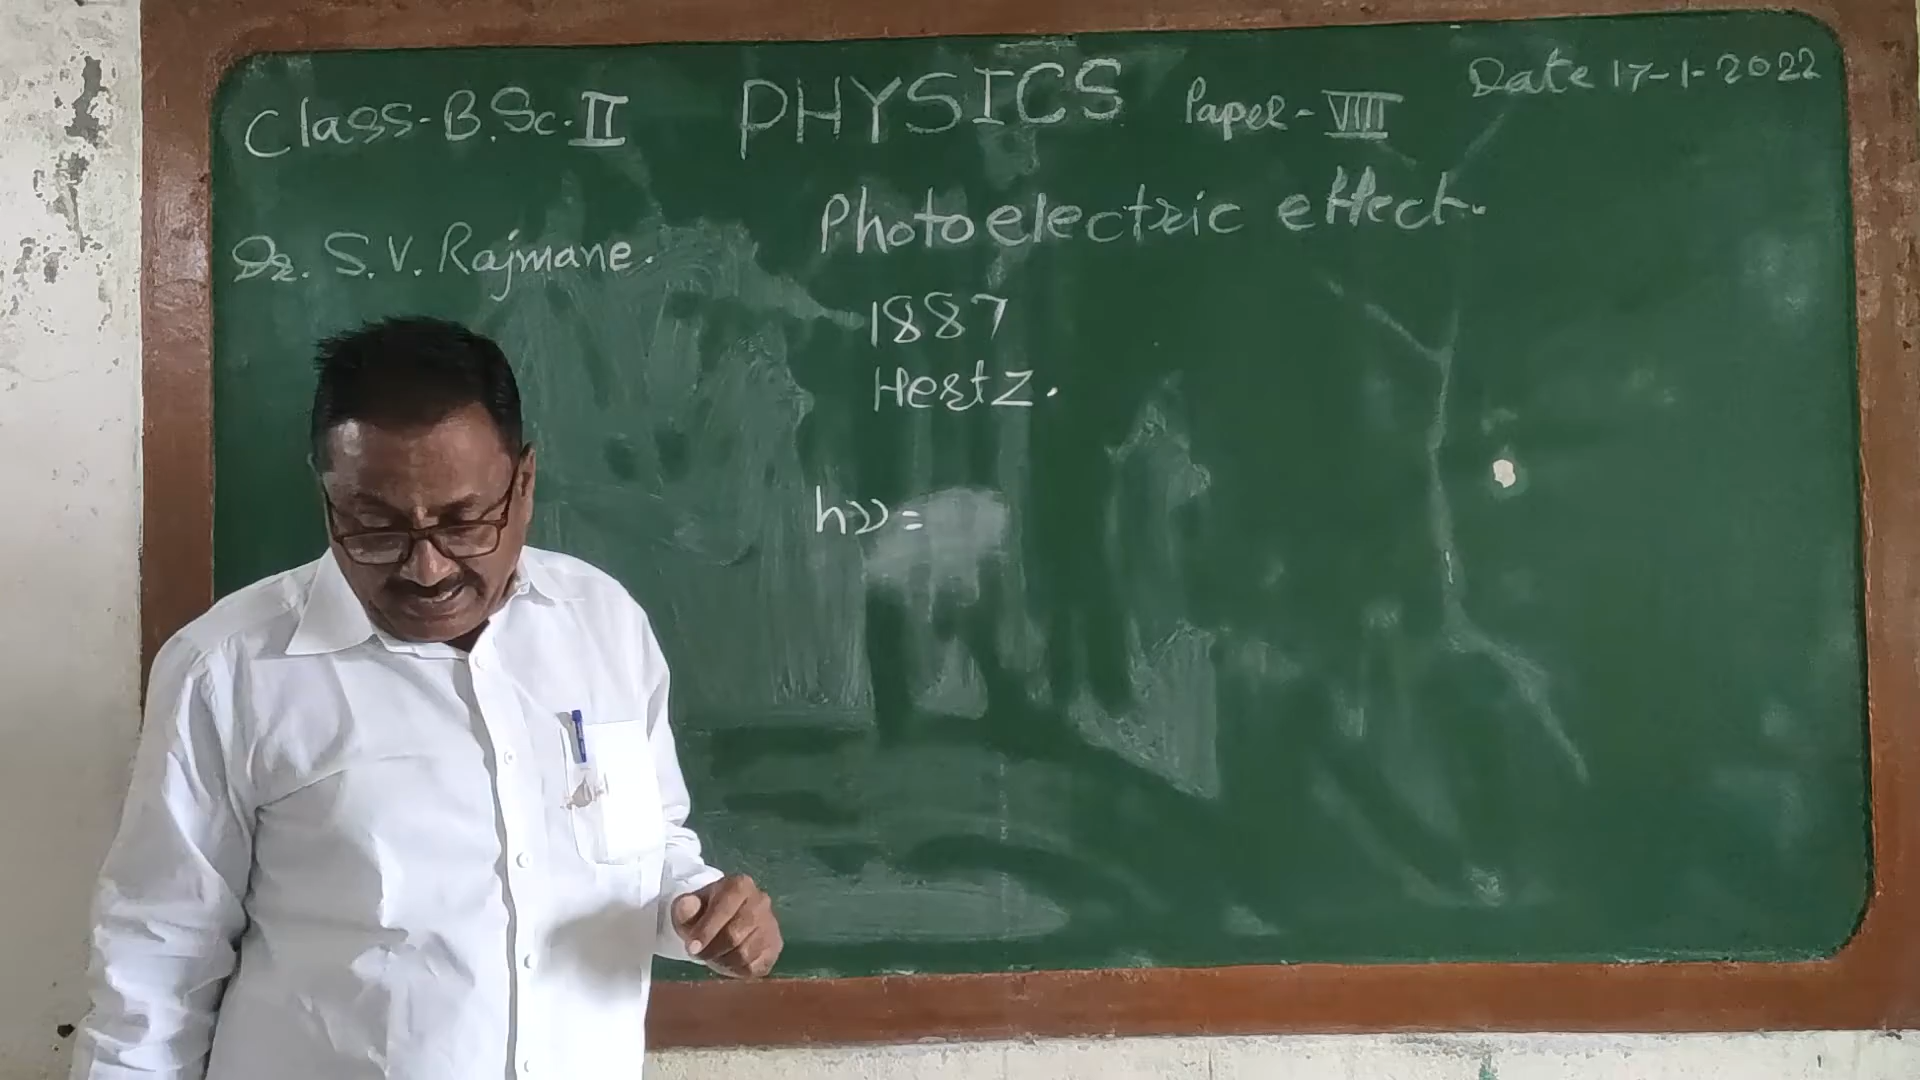 Class-B.Sc.II PHYSICS Paper-VIII Date 17-1-2022
Dr. S.V. Rajmane. Photoelectric effect.
1887
Hertz.
hν=